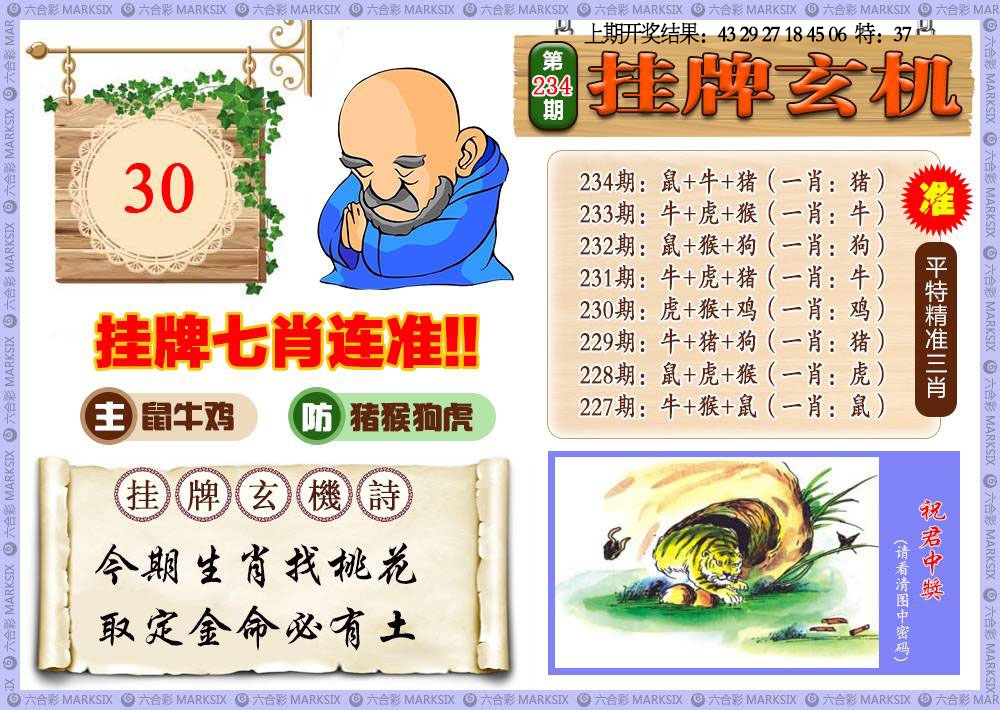 六合彩 MARKSIX
上期开奖结果：43 29 27 18 45 06 特：37
第234期
挂牌玄机
30
挂牌七肖连准!!
主 鼠牛鸡
防 猪猴狗虎
挂牌玄機詩
今期生肖找桃花
取定金命必有土
234期：鼠+牛+猪（一肖：猪）
233期：牛+虎+猴（一肖：牛）
232期：鼠+猴+狗（一肖：狗）
231期：牛+虎+猪（一肖：牛）
230期：虎+猴+鸡（一肖：鸡）
229期：牛+猪+狗（一肖：猪）
228期：鼠+虎+猴（一肖：虎）
227期：牛+猴+鼠（一肖：鼠）
准
平特精准三肖
祝君中獎
（请看清图中密码）